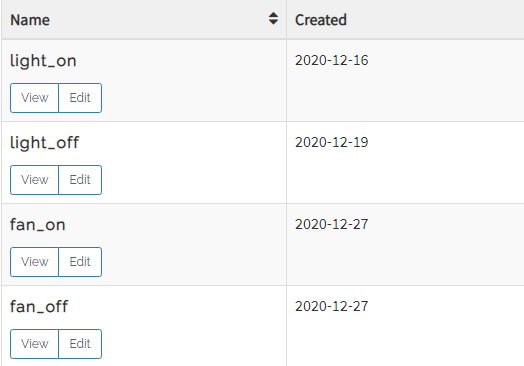 Name Created
light_on 2020-12-16
View Edit
light_off 2020-12-19
View Edit
fan_on 2020-12-27
View Edit
fan_off 2020-12-27
View Edit